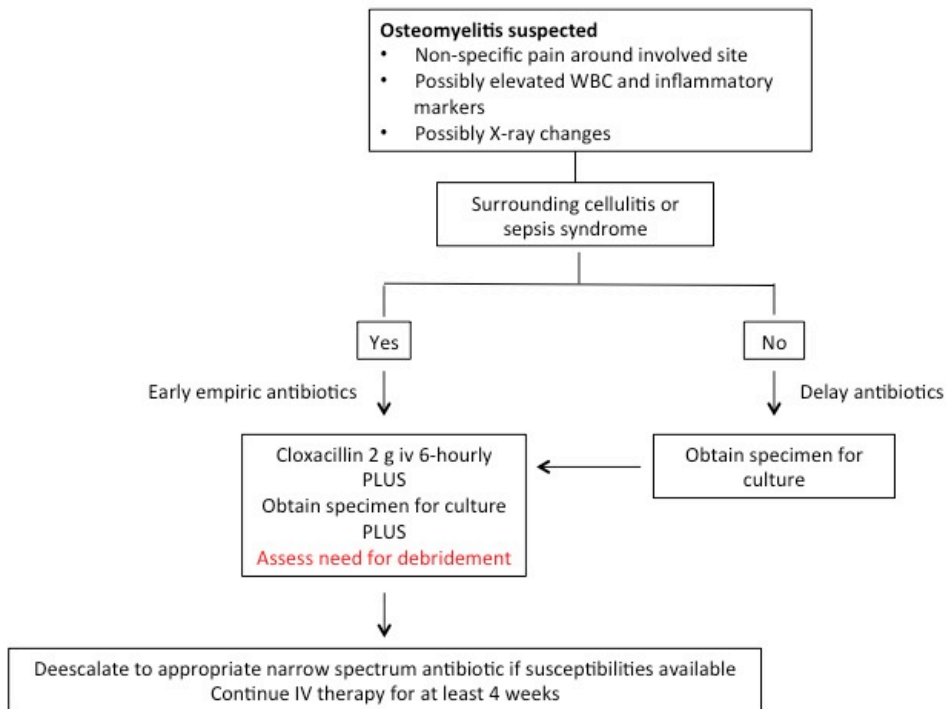 Osteomyelitis suspected
• Non-specific pain around involved site
• Possibly elevated WBC and inflammatory
markers
• Possibly X-ray changes
Surrounding cellulitis or
sepsis syndrome
Yes
No
Early empiric antibiotics
Delay antibiotics
Cloxacillin 2 g iv 6-hourly
PLUS
Obtain specimen for culture
PLUS
Assess need for debridement
Obtain specimen for
culture
Deescalate to appropriate narrow spectrum antibiotic if susceptibilities available
Continue IV therapy for at least 4 weeks